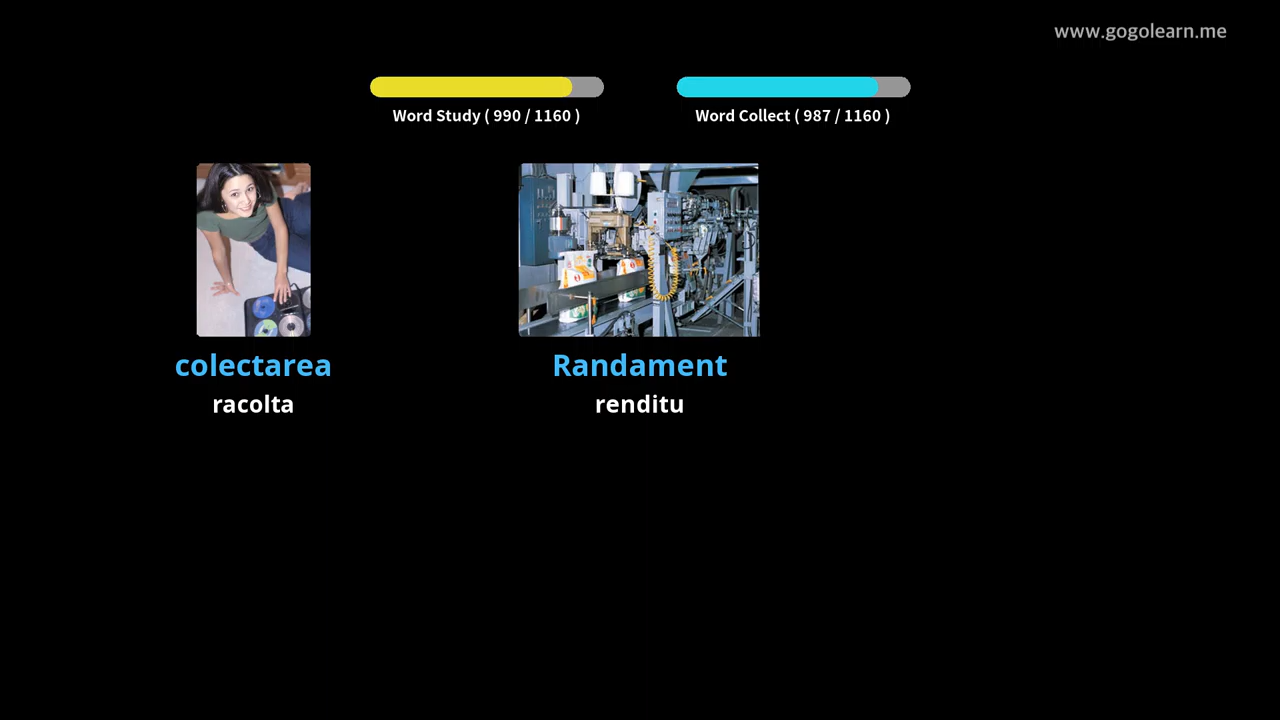 www.gogolearn.me
Word Study ( 990 / 1160 )
Word Collect ( 987 / 1160 )
colectarea
Randament
racolta
renditu